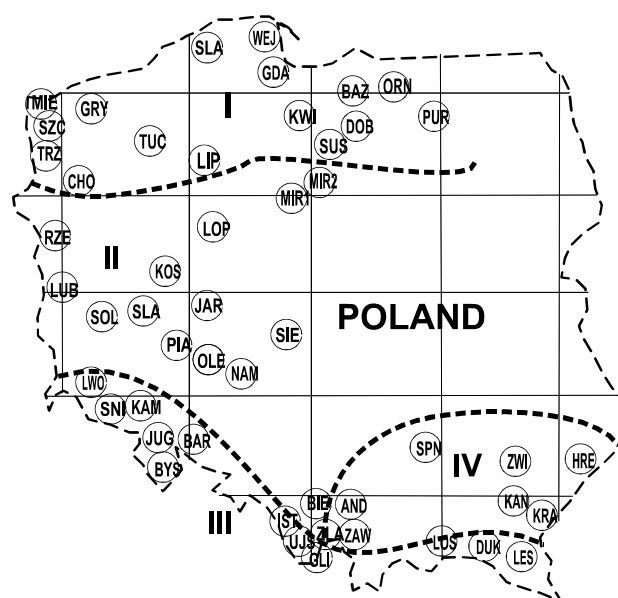 WEJ
SLA
GDA
ORN
BAZ
MIE
GRY
I
KWI
PUR
SZC
DOB
TUC
SUS
TRZ
LIP
CHO
MIR2
MIR1
LOP
RZE
II
KOS
LUB
JAR
SLA
SOL
POLAND
SIE
PIA
OLE
NAM
LWO
SNI
KAM
JUG
BAR
SPN
BYS
IV
ZWI
HRE
III
BIE
AND
KAN
KRA
IST
UJS
ZLA
ZAW
LOS
DUK
GLI
LES